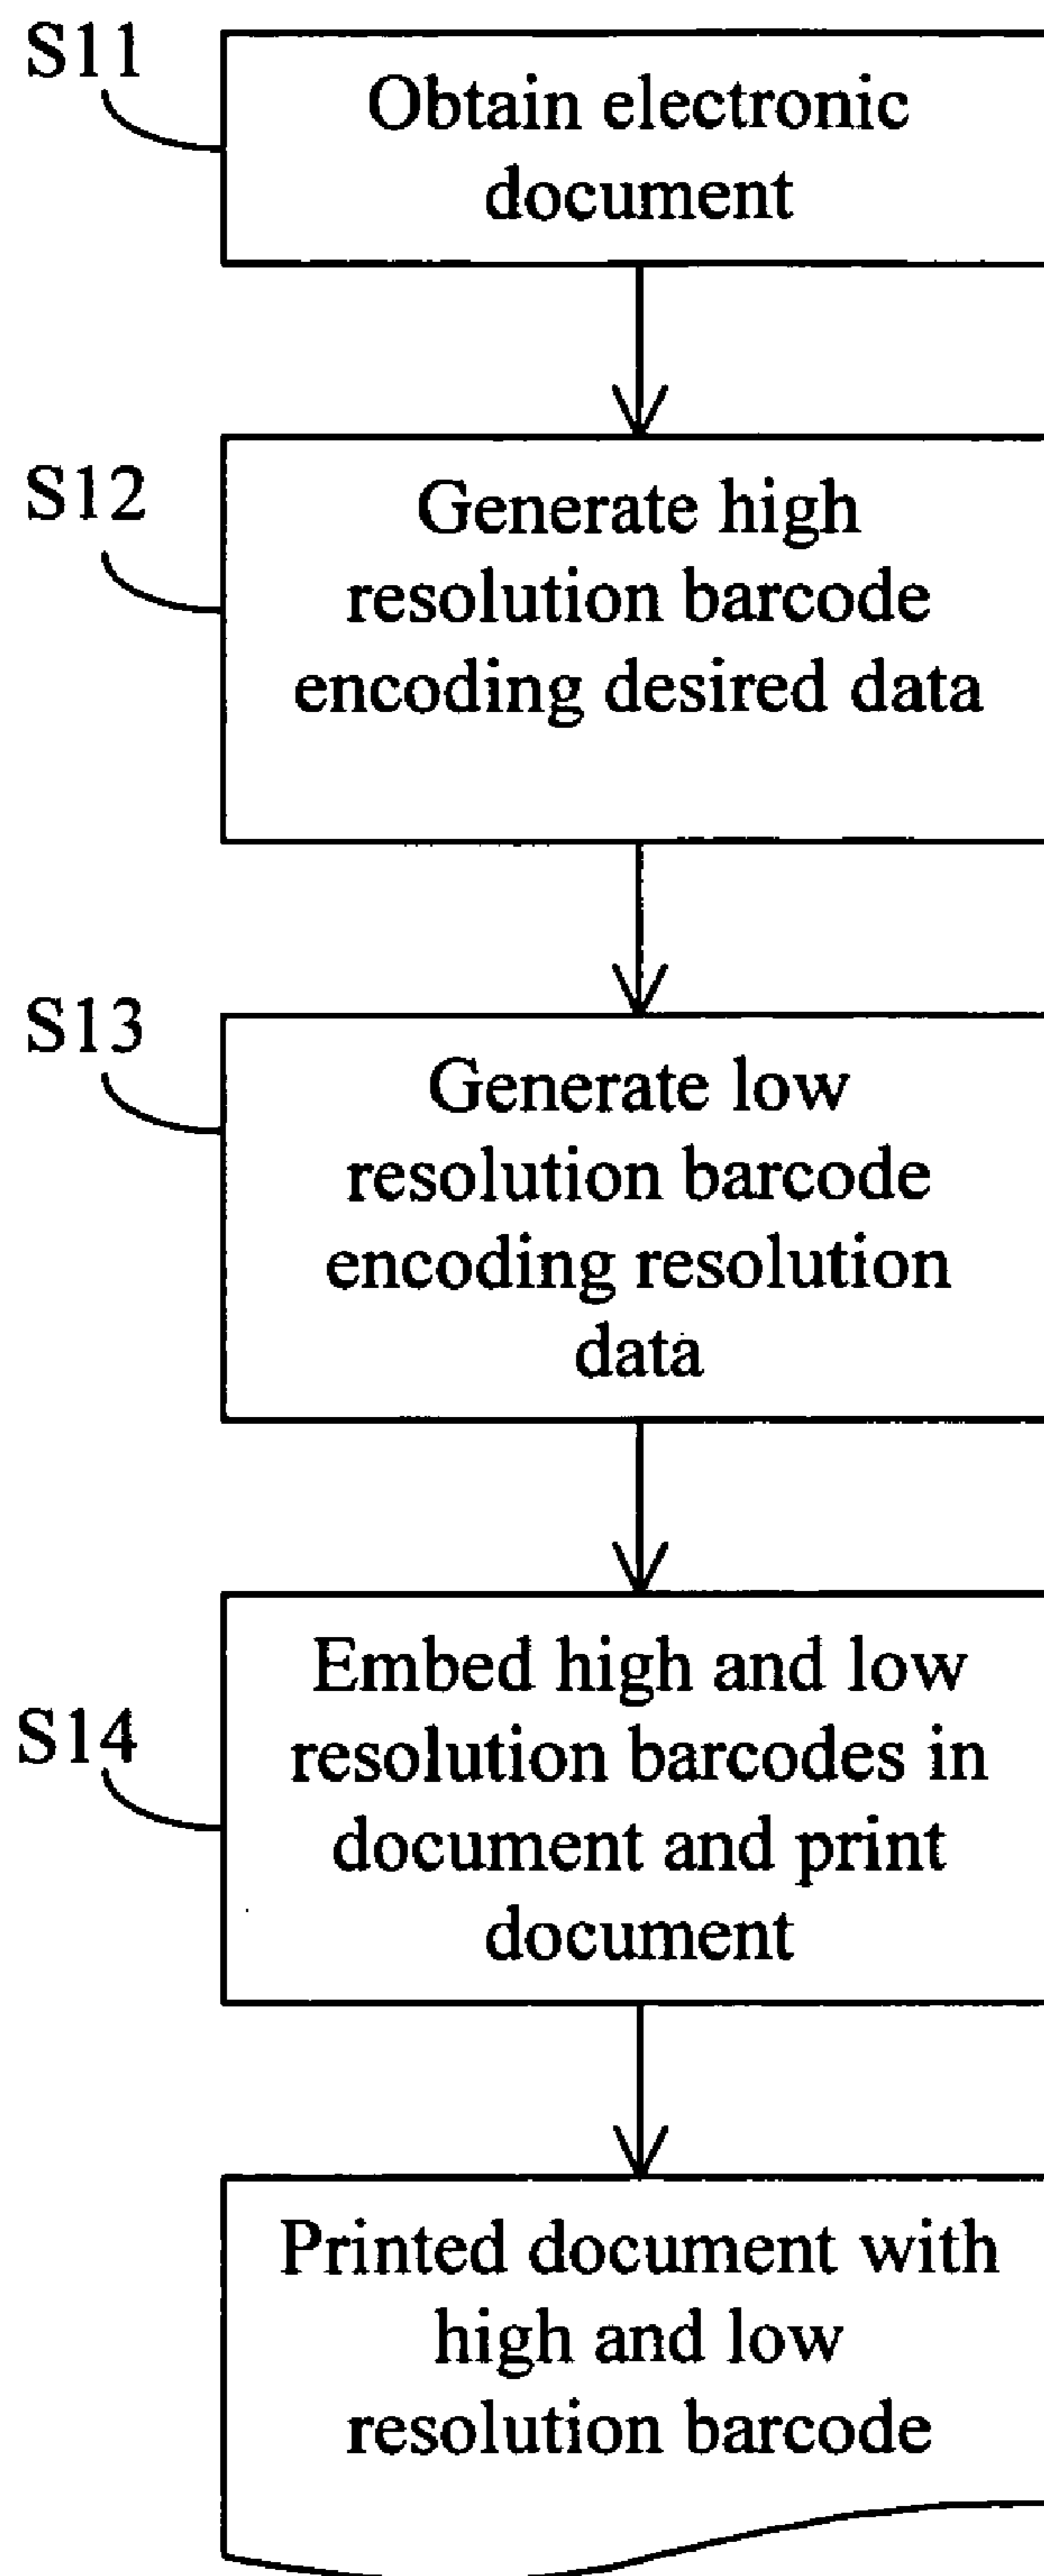 S11
Obtain electronic
document
S12
Generate high
resolution barcode
encoding desired data
S13
Generate low
resolution barcode
encoding resolution
data
S14
Embed high and low
resolution barcodes in
document and print
document
Printed document with
high and low
resolution barcode